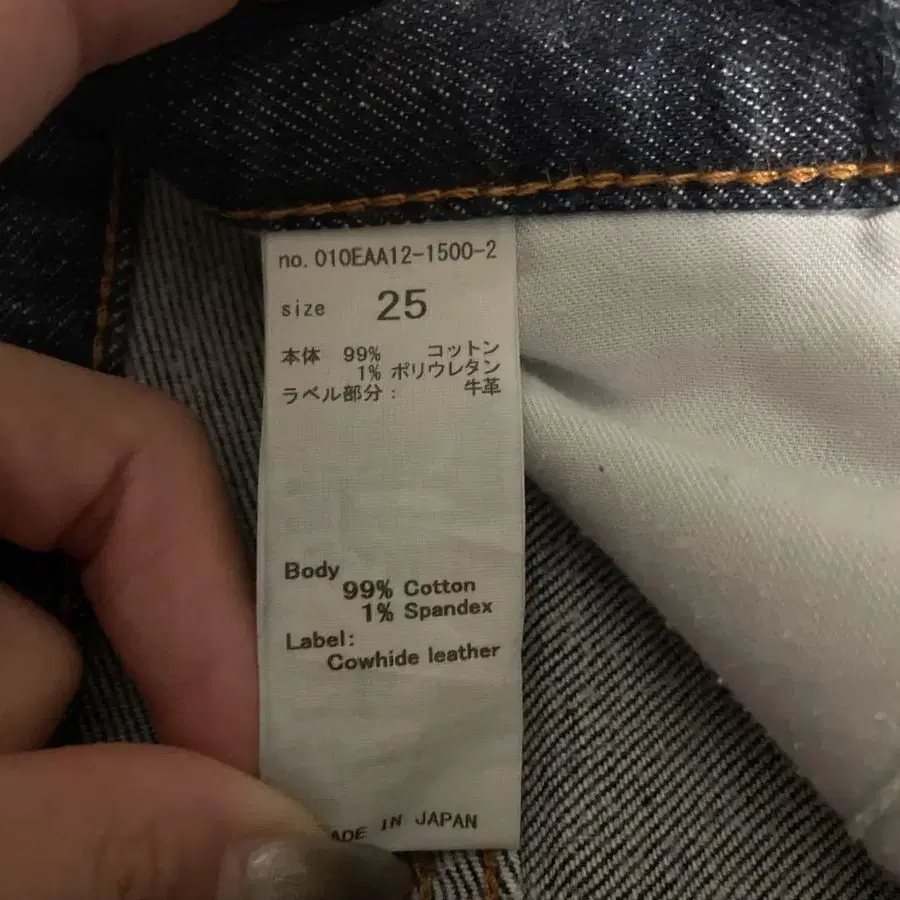 no. 010EAA12-1500-2
size 25
本体 99% コットン
1% ポリウレタン
ラベル部分: 牛革
Body
99% Cotton
1% Spandex
Label:
Cowhide leather
IN JAPAN